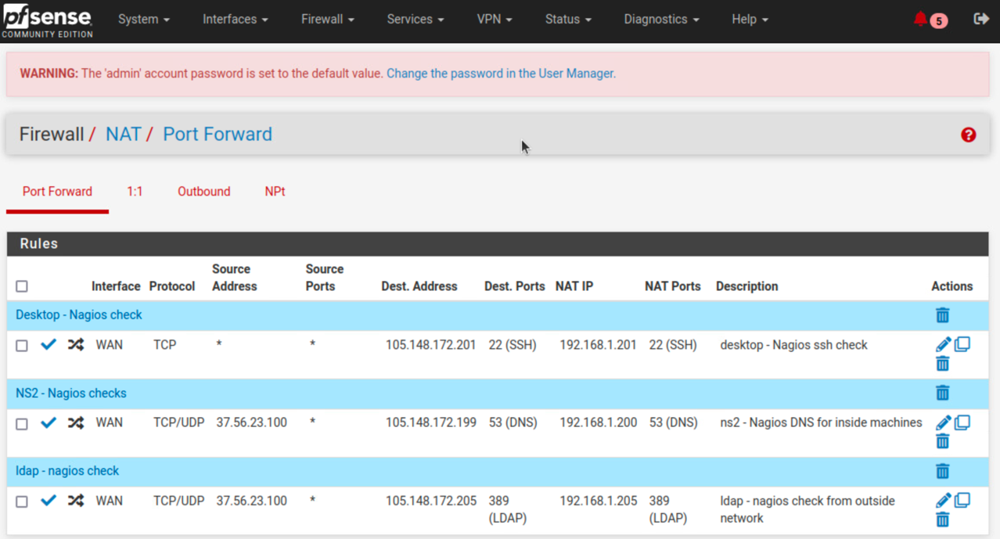 pfsense
COMMUNITY EDITION
System Interfaces Firewall Services VPN Status Diagnostics Help 5
WARNING: The 'admin' account password is set to the default value. Change the password in the User Manager.
Firewall / NAT / Port Forward
Port Forward 1:1 Outbound NPt
Rules
Interface Protocol Source Address Source Ports Dest. Address Dest. Ports NAT IP NAT Ports Description Actions
Desktop - Nagios check
WAN TCP * * 105.148.172.201 22 (SSH) 192.168.1.201 22 (SSH) desktop - Nagios ssh check
NS2 - Nagios checks
WAN TCP/UDP 37.56.23.100 * 105.148.172.199 53 (DNS) 192.168.1.200 53 (DNS) ns2 - Nagios DNS for inside machines
ldap - nagios check
WAN TCP/UDP 37.56.23.100 * 105.148.172.205 389 (LDAP) 192.168.1.205 389 (LDAP) ldap - nagios check from outside network